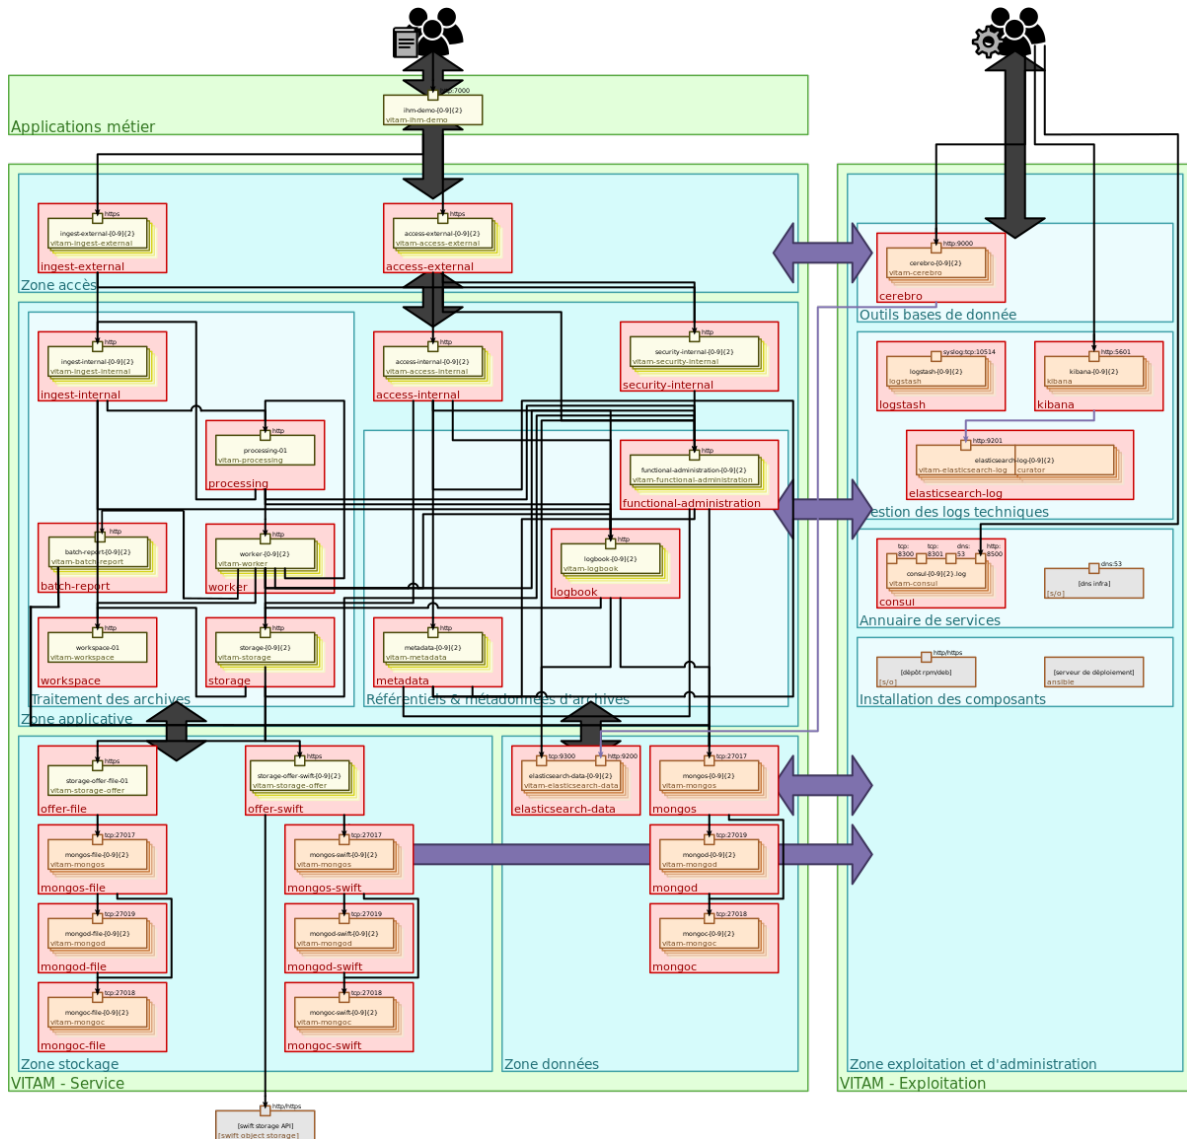 http:7000
ihm-demo-[0-9]{2}
vitam-ihm-demo
Applications métier
https
ingest-external-[0-9]{2}
vitam-ingest-external
ingest-external
https
access-external-[0-9]{2}
vitam-access-external
access-external
Zone accès
http
ingest-internal-[0-9]{2}
vitam-ingest-internal
ingest-internal
http
access-internal-[0-9]{2}
vitam-access-internal
access-internal
http
security-internal-[0-9]{2}
vitam-security-internal
security-internal
http
processing-01
vitam-processing
processing
http
functional-administration-[0-9]{2}
vitam-functional-administration
functional-administration
http
batch-report-[0-9]{2}
vitam-batch-report
batch-report
http
worker-[0-9]{2}
vitam-worker
worker
http
logbook-[0-9]{2}
vitam-logbook
logbook
http
workspace-01
vitam-workspace
workspace
http
storage-[0-9]{2}
vitam-storage
storage
http
metadata-[0-9]{2}
vitam-metadata
metadata
Traitement des archives
Référentiels & métadonnées d'archives
Zone applicative
https
storage-offer-file-01
vitam-storage-offer
offer-file
https
storage-offer-swift-[0-9]{2}
vitam-storage-offer
offer-swift
tcp:9300
http:9200
elasticsearch-data-[0-9]{2}
vitam-elasticsearch-data
elasticsearch-data
tcp:27017
mongos-[0-9]{2}
vitam-mongos
mongos
tcp:27017
mongos-file-[0-9]{2}
vitam-mongos
mongos-file
tcp:27017
mongos-swift-[0-9]{2}
vitam-mongos
mongos-swift
tcp:27019
mongod-[0-9]{2}
vitam-mongod
mongod
tcp:27019
mongod-file-[0-9]{2}
vitam-mongod
mongod-file
tcp:27019
mongod-swift-[0-9]{2}
vitam-mongod
mongod-swift
tcp:27018
mongoc-[0-9]{2}
vitam-mongoc
mongoc
tcp:27018
mongoc-file-[0-9]{2}
vitam-mongoc
mongoc-file
tcp:27018
mongoc-swift-[0-9]{2}
vitam-mongoc
mongoc-swift
Zone stockage
Zone données
VITAM - Service
http/https
[swift storage API]
[swift object storage]
http:9000
cerebro-[0-9]{2}
vitam-cerebro
cerebro
Outils bases de donnée
syslog:tcp:10514
logstash-[0-9]{2}
logstash
logstash
http:5601
kibana-[0-9]{2}
kibana
kibana
http:9201
elasticsearch-log-[0-9]{2}
vitam-elasticsearch-log
curator
elasticsearch-log
estion des logs techniques
tcp:
8300
tcp:
8301
dns:
53
http:
8500
consul-[0-9]{2}.log
vitam-consul
consul
dns:53
[dns infra]
[s/o]
Annuaire de services
http/https
[dépôt rpm/deb]
[s/o]
[serveur de déploiement]
ansible
Installation des composants
Zone exploitation et d'administration
VITAM - Exploitation